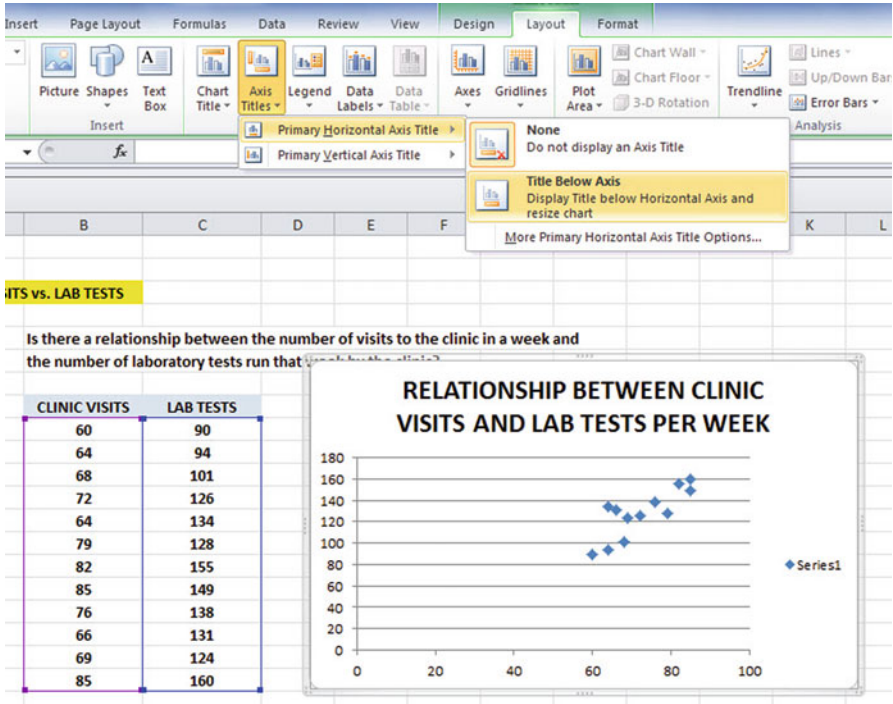 Insert Page Layout Formulas Data Review View Design Layout Format
Picture Shapes Text Box Chart Title Axis Titles Legend Data Labels Data Table Axes Gridlines Plot Area Chart Wall Chart Floor 3-D Rotation Trendline Lines Up/Down Bar Error Bars
Insert Analysis
Primary Horizontal Axis Title
Primary Vertical Axis Title
None
Do not display an Axis Title
Title Below Axis
Display Title below Horizontal Axis and
resize chart
More Primary Horizontal Axis Title Options...
fx
B C D E F K L
SITS vs. LAB TESTS
Is there a relationship between the number of visits to the clinic in a week and
the number of laboratory tests run that week by the clinic?
CLINIC VISITS LAB TESTS
60 90
64 94
68 101
72 126
64 134
79 128
82 155
85 149
76 138
66 131
69 124
85 160
RELATIONSHIP BETWEEN CLINIC
VISITS AND LAB TESTS PER WEEK
180
160
140
120
100
80
60
40
20
0
0 20 40 60 80 100
Series1